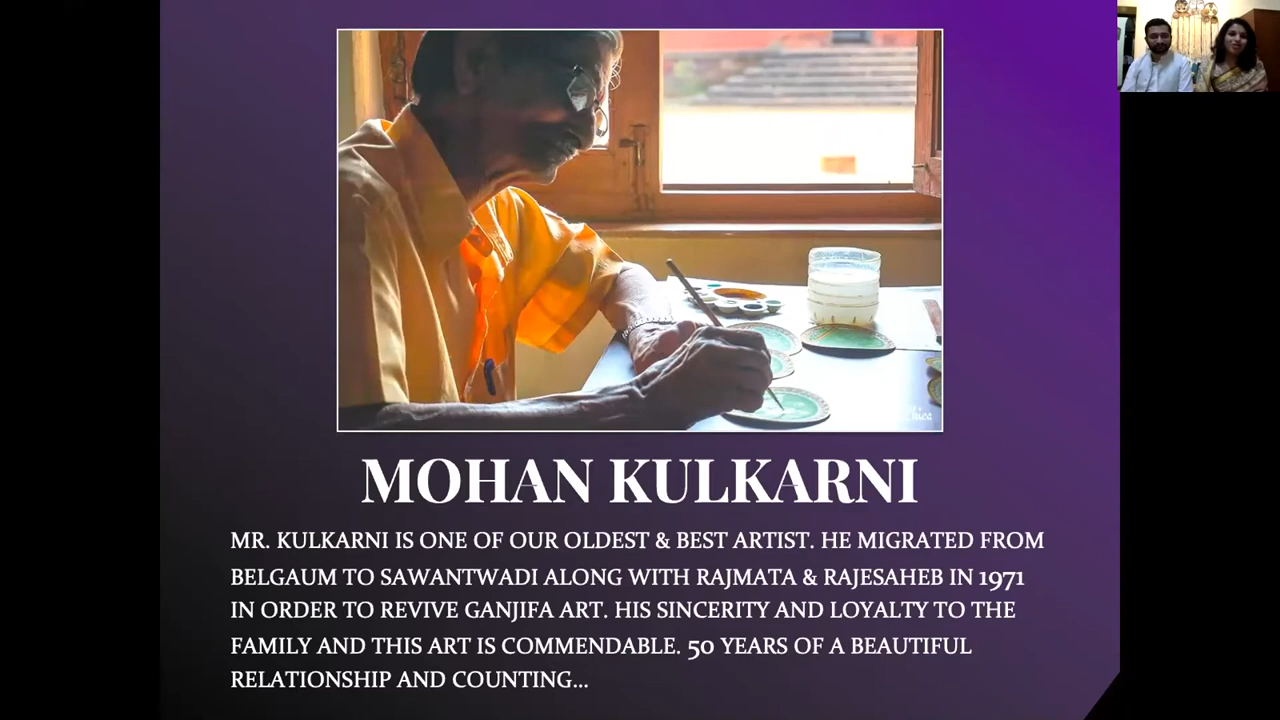 MOHAN KULKARNI
MR. KULKARNI IS ONE OF OUR OLDEST & BEST ARTIST. HE MIGRATED FROM
BELGAUM TO SAWANTWADI ALONG WITH RAJMATA & RAJESAHEB IN 1971
IN ORDER TO REVIVE GANJIFA ART. HIS SINCERITY AND LOYALTY TO THE
FAMILY AND THIS ART IS COMMENDABLE. 50 YEARS OF A BEAUTIFUL
RELATIONSHIP AND COUNTING...